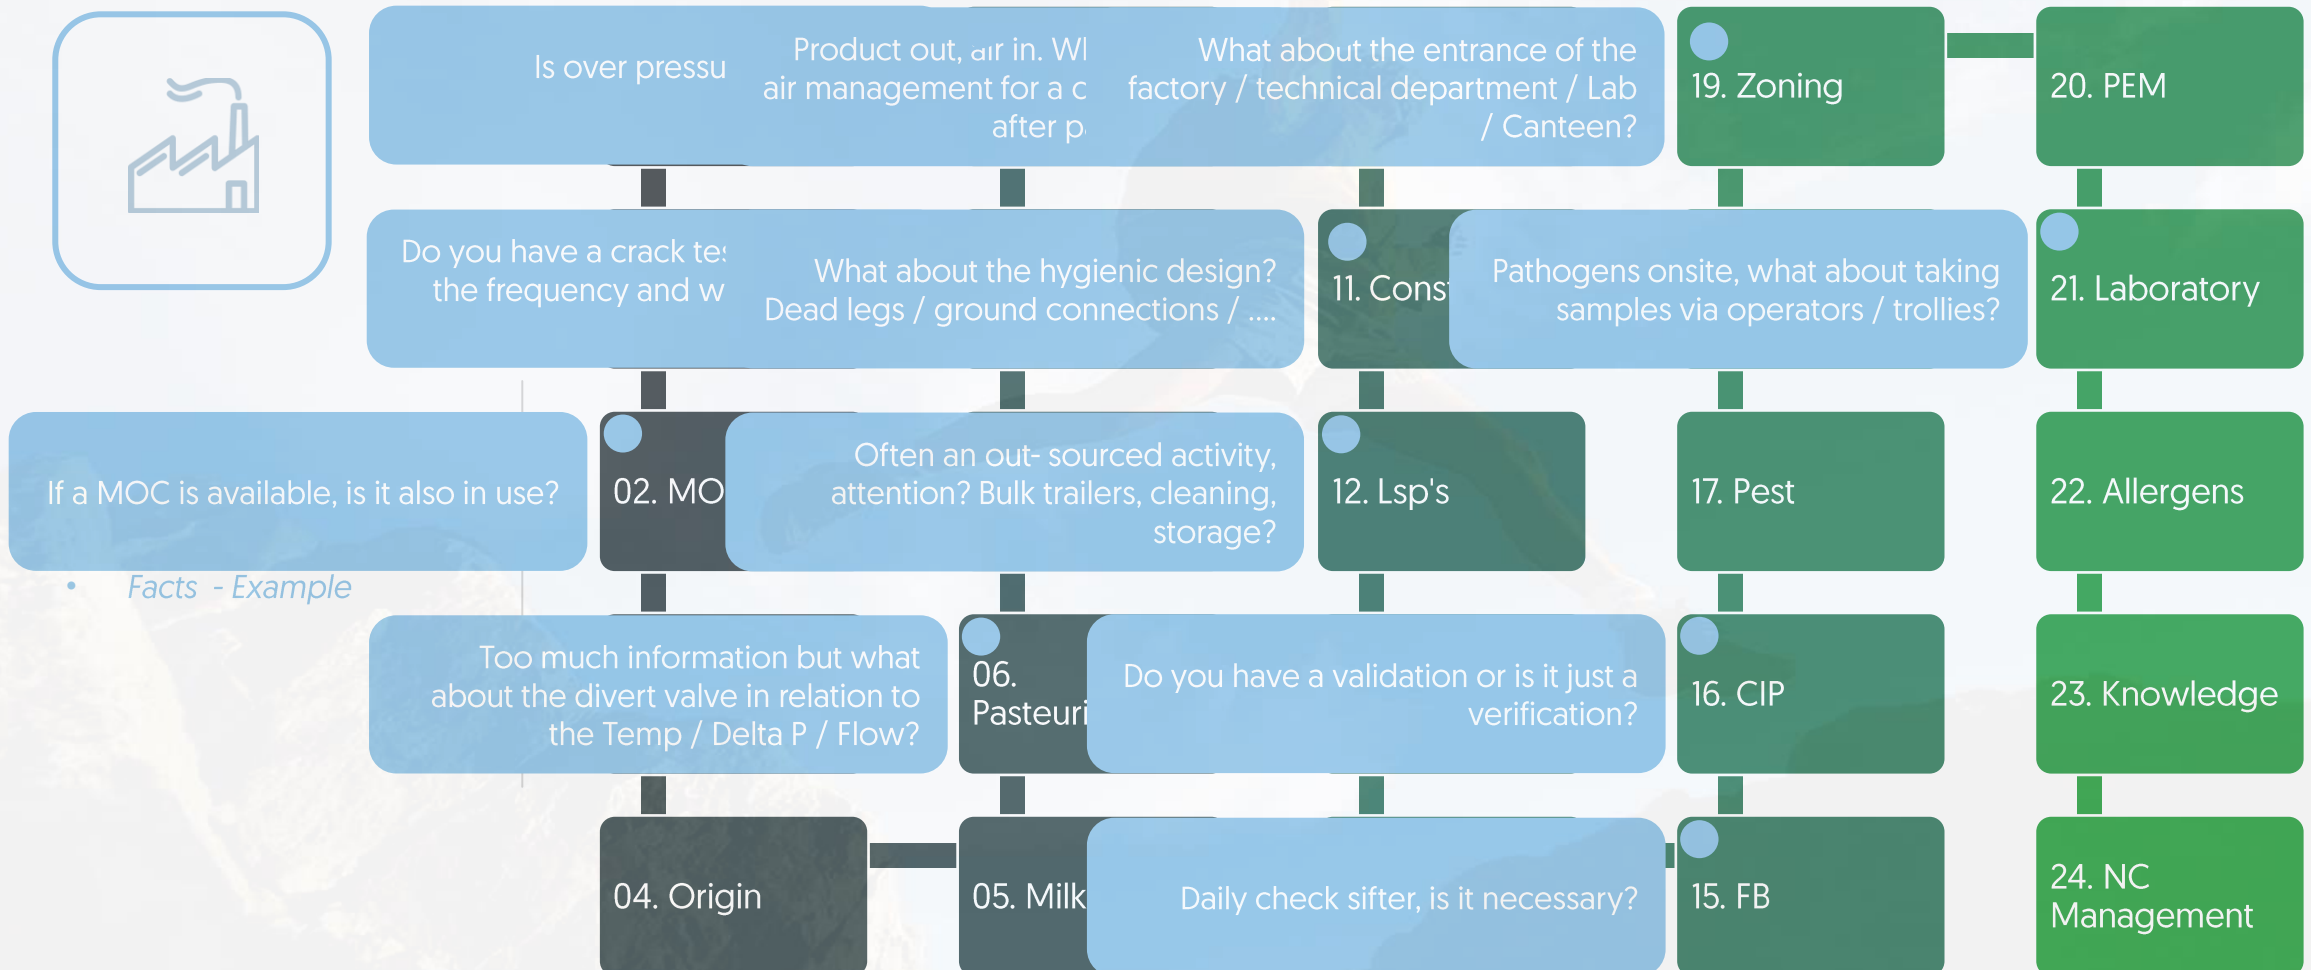 Is over pressu
Product out, air in. Wh
air management for a c
after pa
What about the entrance of the
factory / technical department / Lab
/ Canteen?
19. Zoning
20. PEM
Do you have a crack tes
the frequency and w
What about the hygienic design?
Dead legs / ground connections / ....
11. Const
Pathogens onsite, what about taking
samples via operators / trollies?
21. Laboratory
If a MOC is available, is it also in use?
02. MO
Often an out- sourced activity,
attention? Bulk trailers, cleaning,
storage?
12. Lsp's
17. Pest
22. Allergens
• Facts - Example
Too much information but what
about the divert valve in relation to
the Temp / Delta P / Flow?
06.
Pasteuri
Do you have a validation or is it just a
verification?
16. CIP
23. Knowledge
04. Origin
05. Milk
Daily check sifter, is it necessary?
15. FB
24. NC
Management